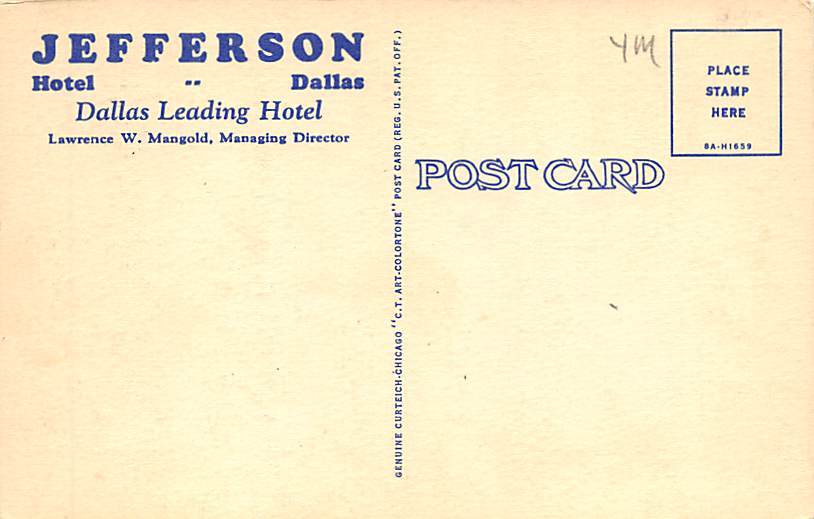 JEFFERSON
Hotel -- Dallas
Dallas Leading Hotel
Lawrence W. Mangold, Managing Director
GENUINE CURTEICH-CHICAGO "C.T. ART-COLORTONE" POST CARD (REG. U.S. PAT. OFF.)
POST CARD
YM
PLACE
STAMP
HERE
8A-H1659